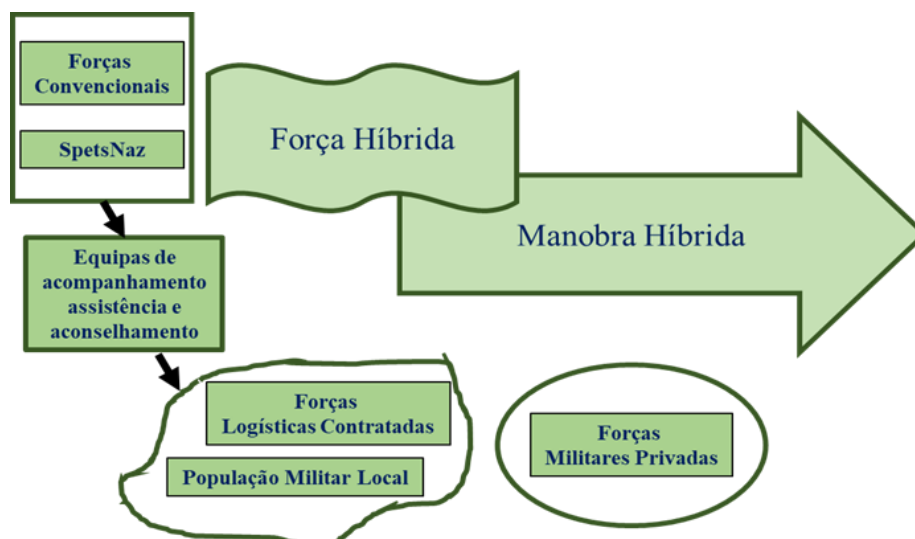 Forças
Convencionais
SpetsNaz
Força Híbrida
Manobra Híbrida
Equipas de
acompanhamento
assistência e
aconselhamento
Forças
Logísticas Contratadas
População Militar Local
Forças
Militares Privadas